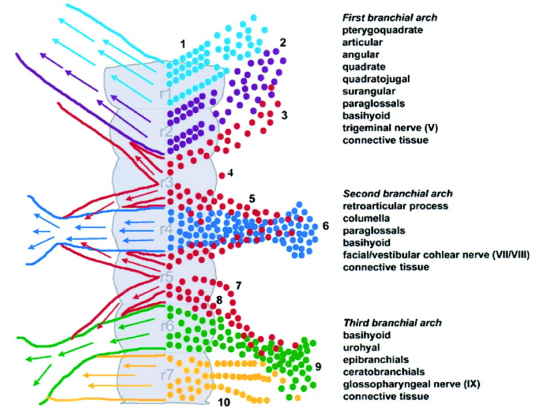 First branchial arch
pterygoquadrate
articular
angular
quadrate
quadratojugal
surangular
paraglossals
basihyoid
trigeminal nerve (V)
connective tissue
Second branchial arch
retroarticular process
columella
paraglossals
basihyoid
facial/vestibular cohlear nerve (VII/VIII)
connective tissue
Third branchial arch
basihyoid
urohyal
epibranchials
ceratobranchials
glossopharyngeal nerve (IX)
connective tissue
1
2
3
4
5
6
7
8
9
10
r1
r2
r3
r4
r5
r6
r7